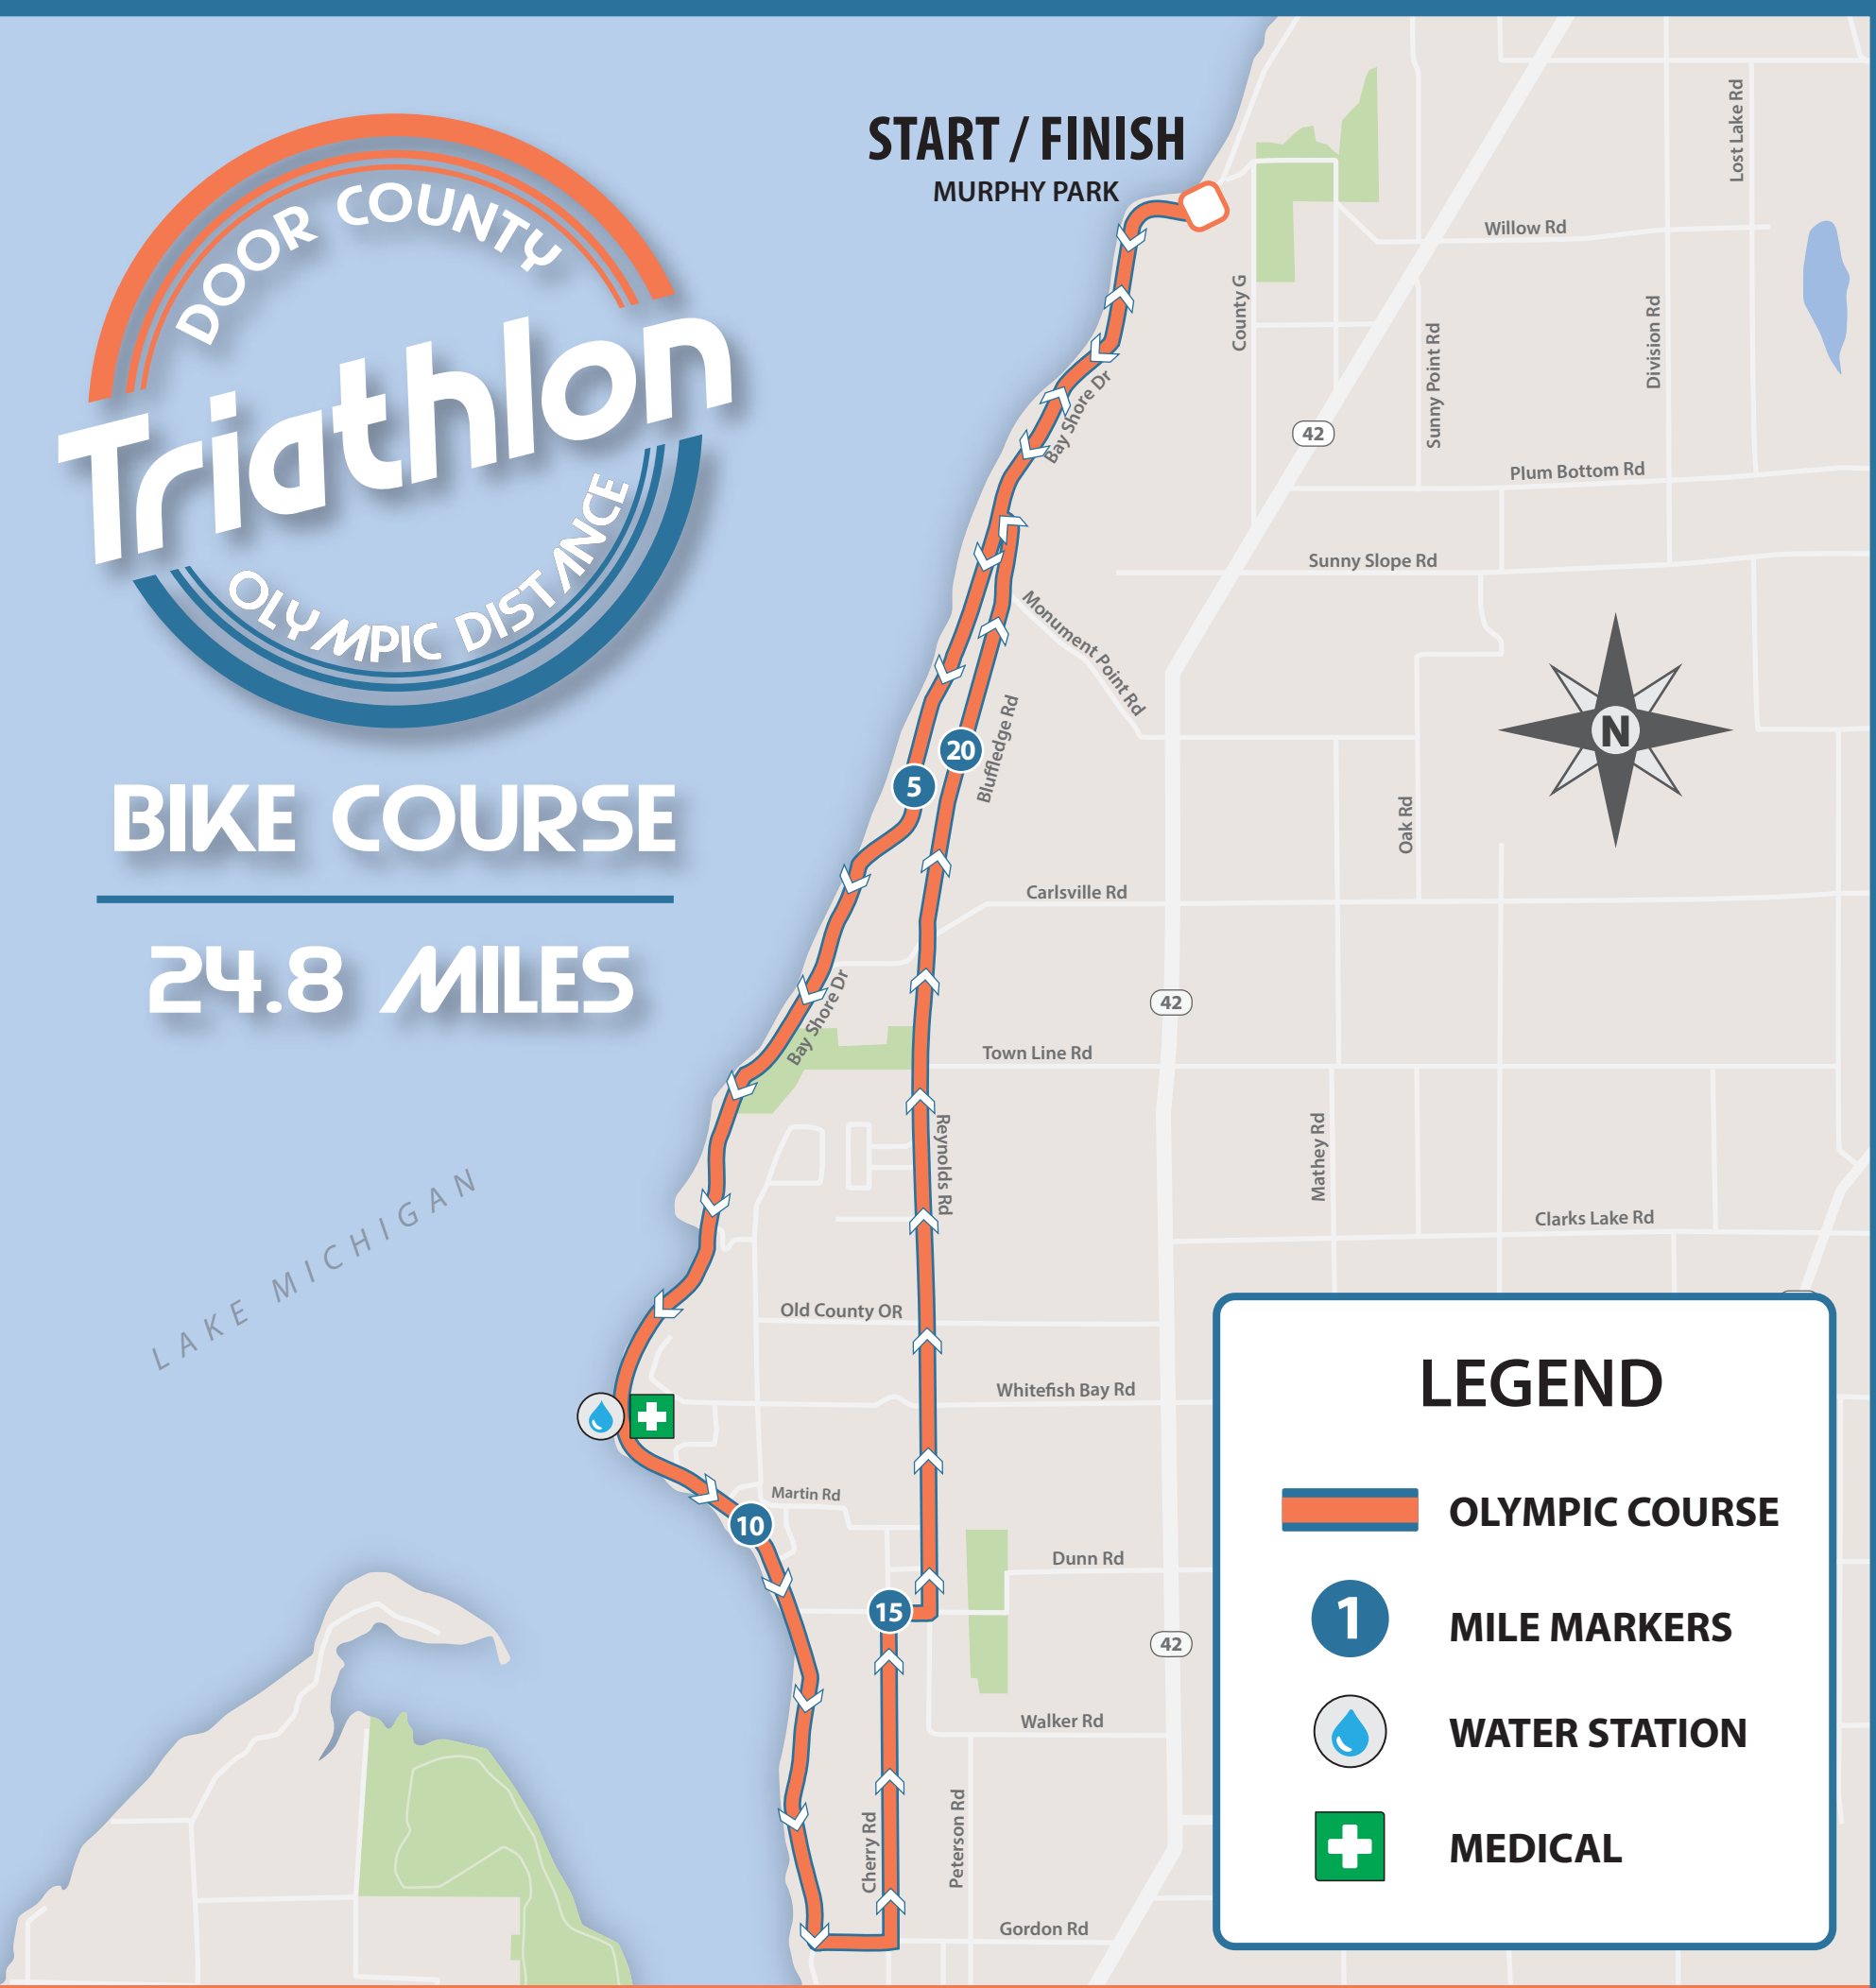 START / FINISH
MURPHY PARK
DOOR COUNTY
Triathlon
OLYMPIC DISTANCE
BIKE COURSE
24.8 MILES
LAKE MICHIGAN
Lost Lake Rd
Willow Rd
County G
Sunny Point Rd
Division Rd
Bay Shore Dr
42
Plum Bottom Rd
Sunny Slope Rd
Monument Point Rd
N
20
5
Bluffledge Rd
Oak Rd
Carlsville Rd
Bay Shore Dr
42
Town Line Rd
Reynolds Rd
Mathey Rd
Clarks Lake Rd
Old County OR
Whitefish Bay Rd
Martin Rd
10
Dunn Rd
15
42
Walker Rd
Cherry Rd
Peterson Rd
Gordon Rd
LEGEND
OLYMPIC COURSE
1 MILE MARKERS
WATER STATION
MEDICAL